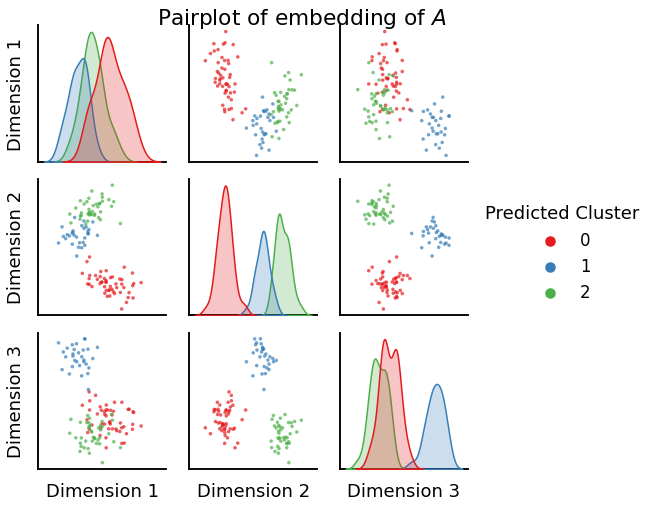 Pairplot of embedding of A
Dimension 1
Dimension 2
Dimension 3
Predicted Cluster
0
1
2
Dimension 1
Dimension 2
Dimension 3